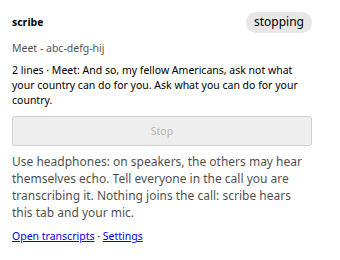 scribe
stopping
Meet - abc-defg-hij
2 lines · Meet: And so, my fellow Americans, ask not what
your country can do for you. Ask what you can do for your
country.
Stop
Use headphones: on speakers, the others may hear
themselves echo. Tell everyone in the call you are
transcribing it. Nothing joins the call: scribe hears
this tab and your mic.
Open transcripts · Settings